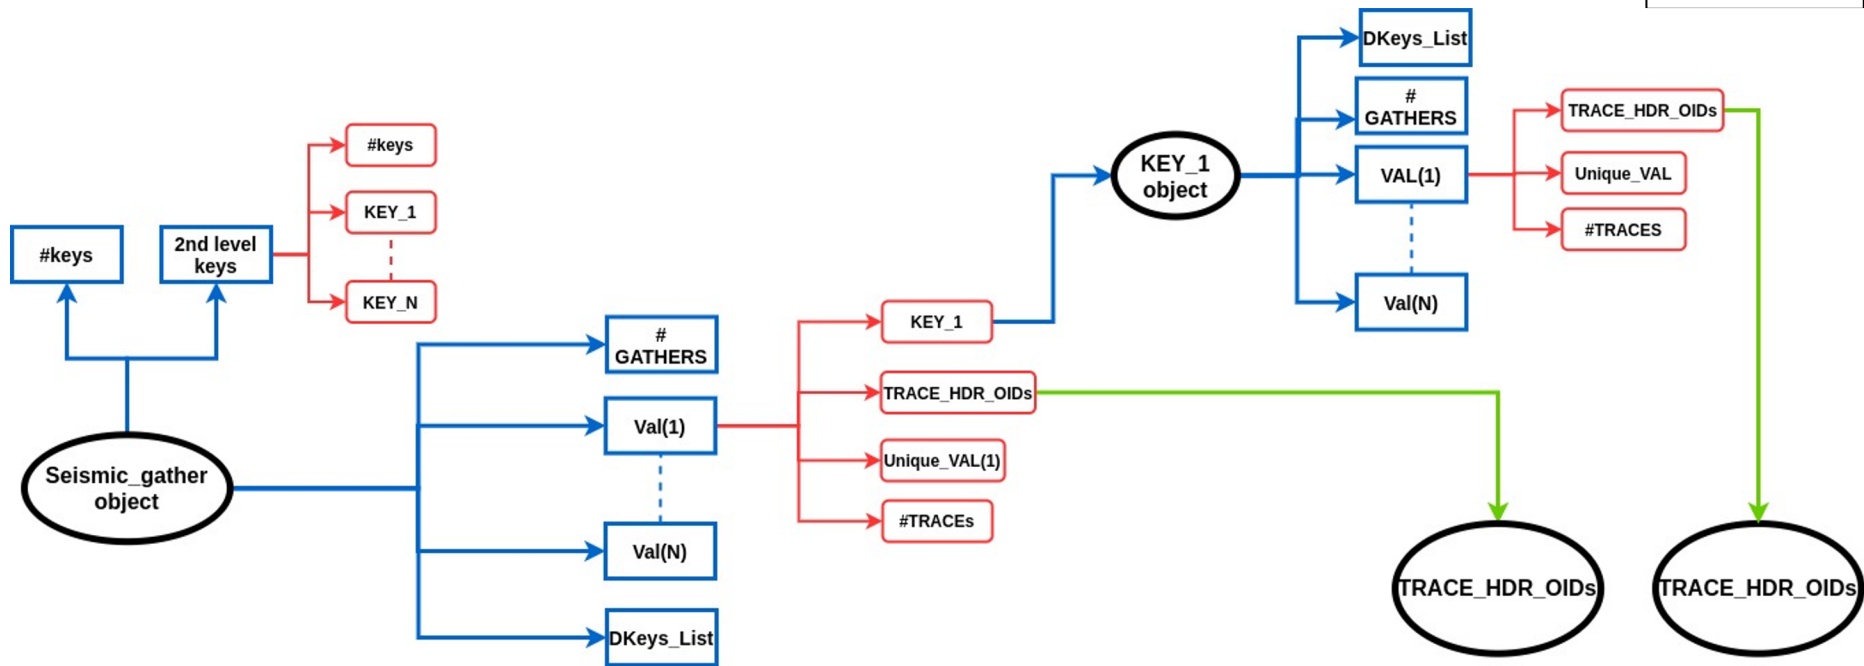 DKeys_List
#
GATHERS
TRACE_HDR_OIDs
#keys
KEY_1
object
VAL(1)
Unique_VAL
KEY_1
#TRACES
#keys
2nd level
keys
KEY_N
Val(N)
#
GATHERS
KEY_1
TRACE_HDR_OIDs
Val(1)
Unique_VAL(1)
Seismic_gather
object
#TRACEs
Val(N)
TRACE_HDR_OIDs
TRACE_HDR_OIDs
DKeys_List